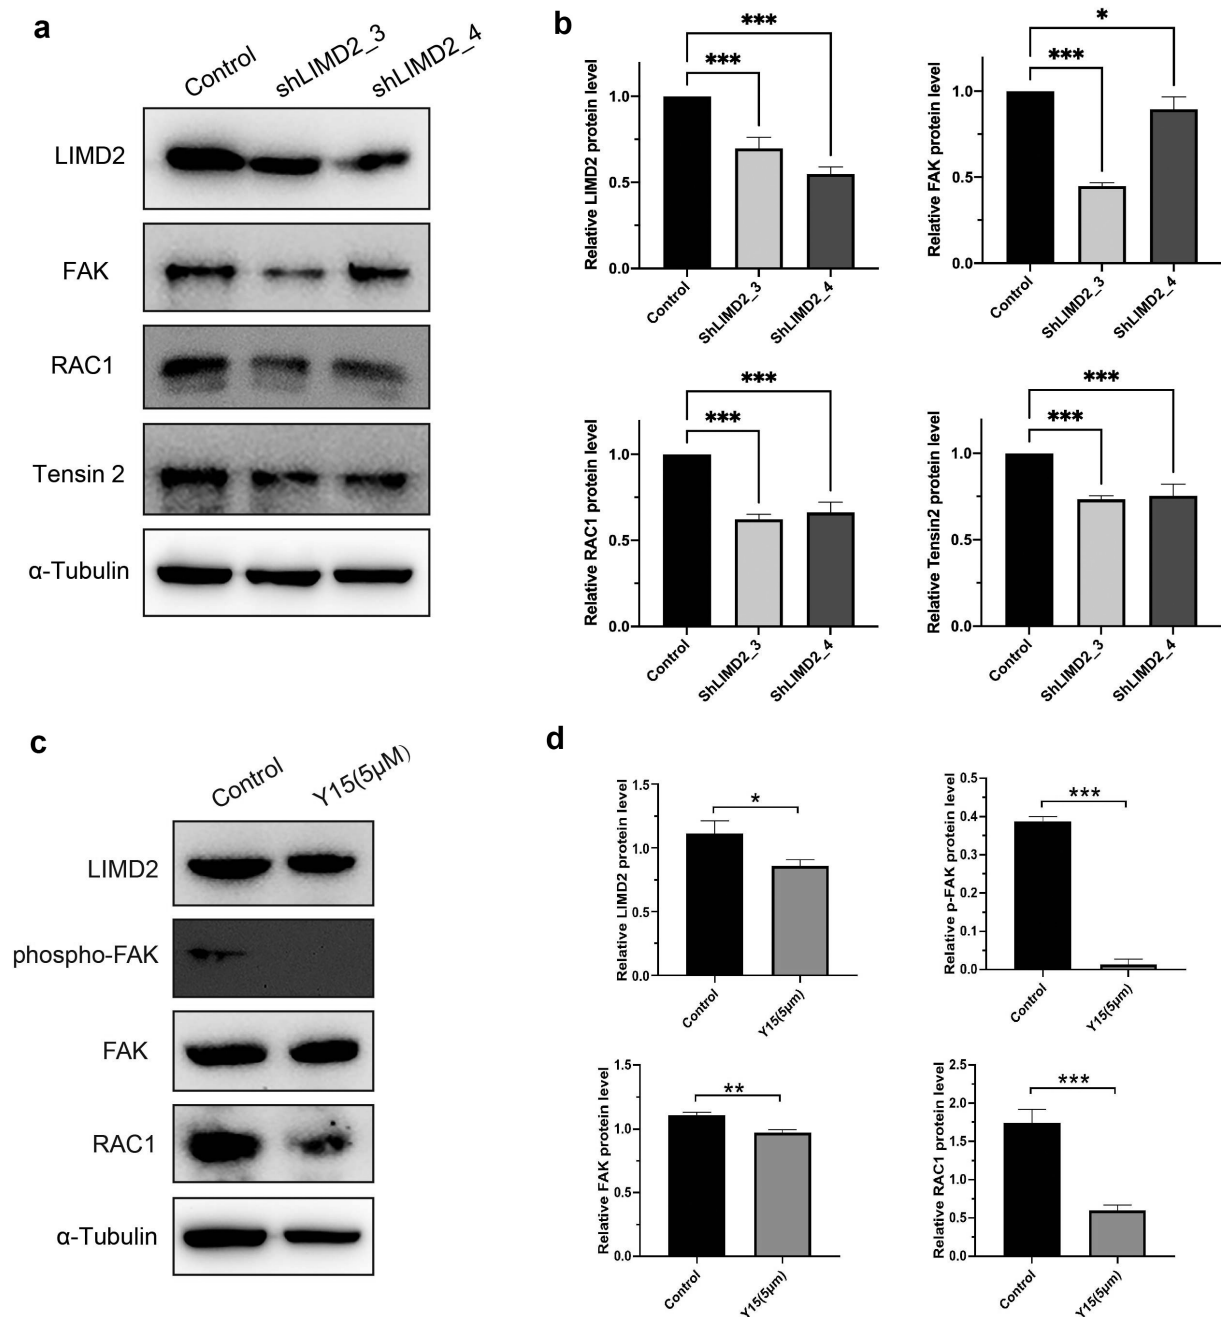 a
Control
shLIMD2_3
shLIMD2_4
LIMD2
FAK
RAC1
Tensin 2
α-Tubulin
b
Relative LIMD2 protein level
1.0
0.5
0.0
***
***
Control
ShLIMD2_3
ShLIMD2_4
Relative FAK protein level
1.0
0.5
0.0
*
***
Control
ShLIMD2_3
ShLIMD2_4
Relative RAC1 protein level
1.0
0.5
0.0
***
***
Control
ShLIMD2_3
ShLIMD2_4
Relative Tensin2 protein level
1.0
0.5
0.0
***
***
Control
ShLIMD2_3
ShLIMD2_4
c
Control
Y15(5μM)
LIMD2
phospho-FAK
FAK
RAC1
α-Tubulin
d
Relative LIMD2 protein level
1.5
1.0
0.5
0.0
*
Control
Y15(5μm)
Relative p-FAK protein level
0.5
0.4
0.3
0.2
0.1
0.0
***
Control
Y15(5μm)
Relative FAK protein level
1.5
1.0
0.5
0.0
**
Control
Y15(5μm)
Relative RAC1 protein level
2.5
2.0
1.5
1.0
0.5
0.0
***
Control
Y15(5μm)